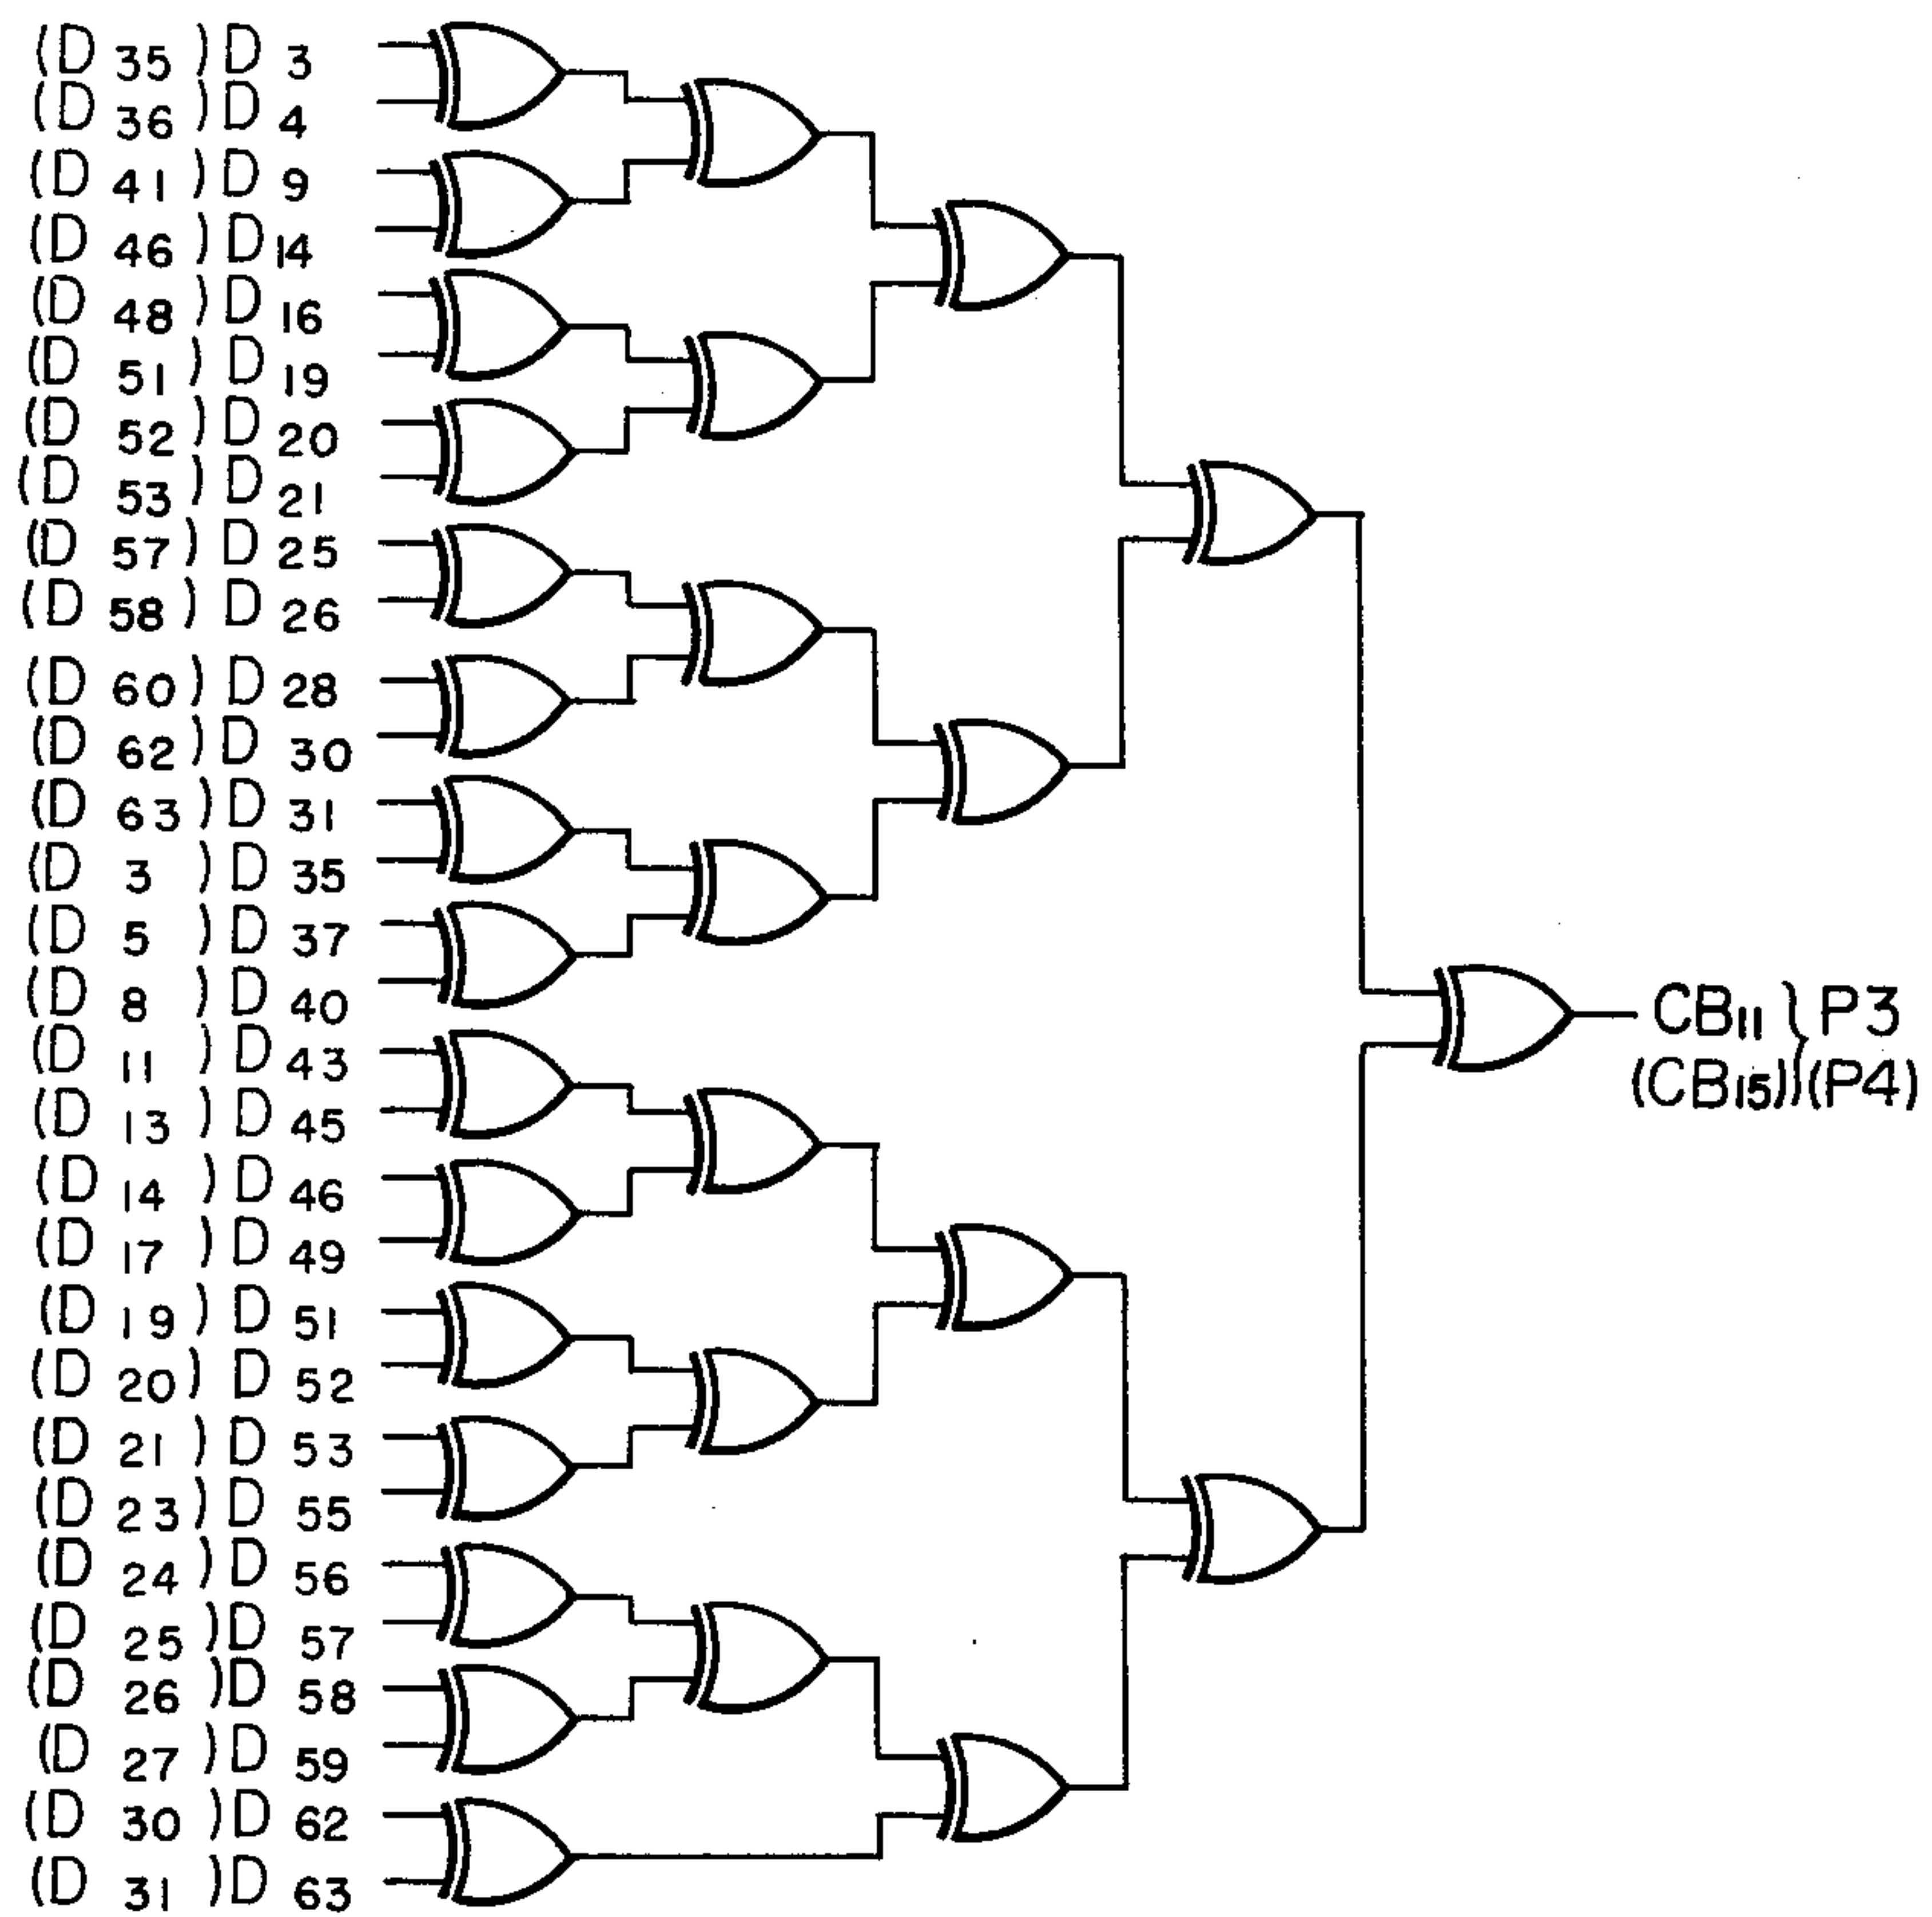 (D 35 ) D 3
(D 36 ) D 4
(D 41 ) D 9
(D 46 ) D 14
(D 48 ) D 16
(D 51 ) D 19
(D 52 ) D 20
(D 53 ) D 21
(D 57 ) D 25
(D 58 ) D 26
(D 60 ) D 28
(D 62 ) D 30
(D 63 ) D 31
(D 3 ) D 35
(D 5 ) D 37
(D 8 ) D 40
(D 11 ) D 43
(D 13 ) D 45
(D 14 ) D 46
(D 17 ) D 49
(D 19 ) D 51
(D 20 ) D 52
(D 21 ) D 53
(D 23 ) D 55
(D 24 ) D 56
(D 25 ) D 57
(D 26 ) D 58
(D 27 ) D 59
(D 30 ) D 62
(D 31 ) D 63
CB11 } P3
(CB15) (P4)